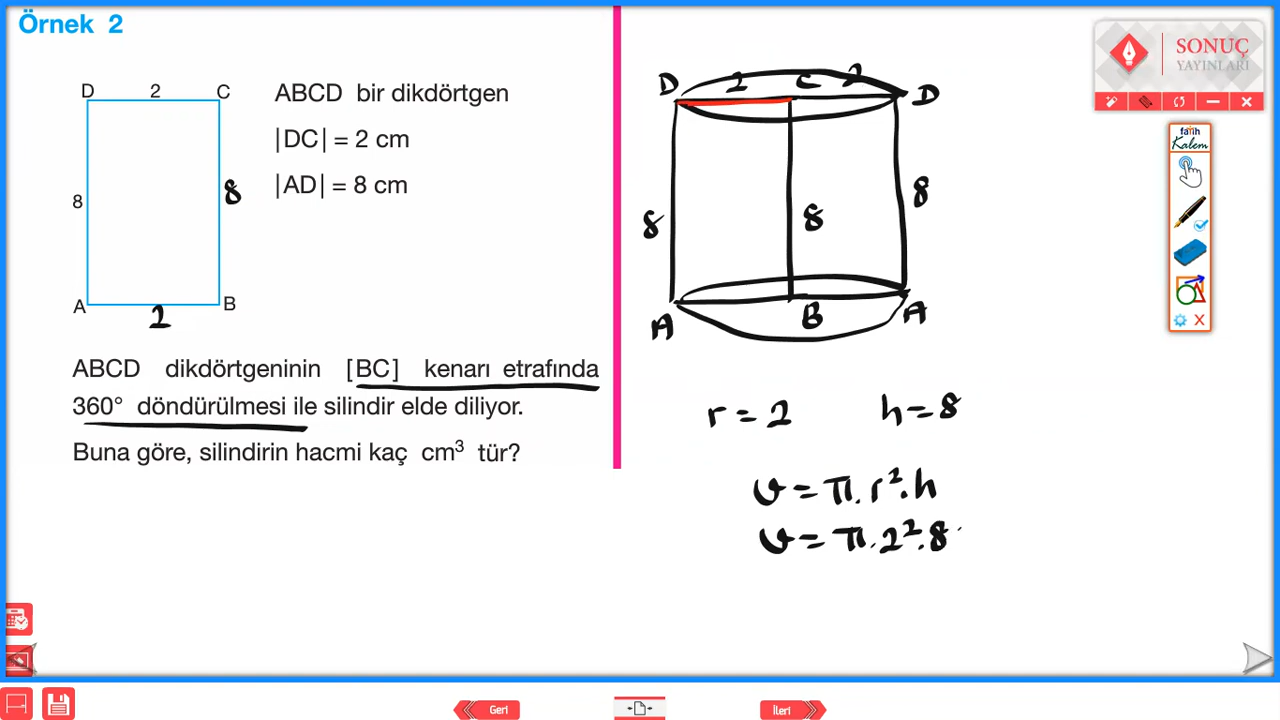 Örnek 2
D 2 C
8
8
A B
2
ABCD bir dikdörtgen
|DC| = 2 cm
|AD| = 8 cm
ABCD dikdörtgeninin [BC] kenarı etrafında
360° döndürülmesi ile silindir elde diliyor.
Buna göre, silindirin hacmi kaç cm³ tür?
D 2 C 2 D
8 8 8
A B A
r = 2 h = 8
v = π.r².h
v = π.2².8
SONUÇ
YAYINLARI
fatih
Kalem
Geri
İleri